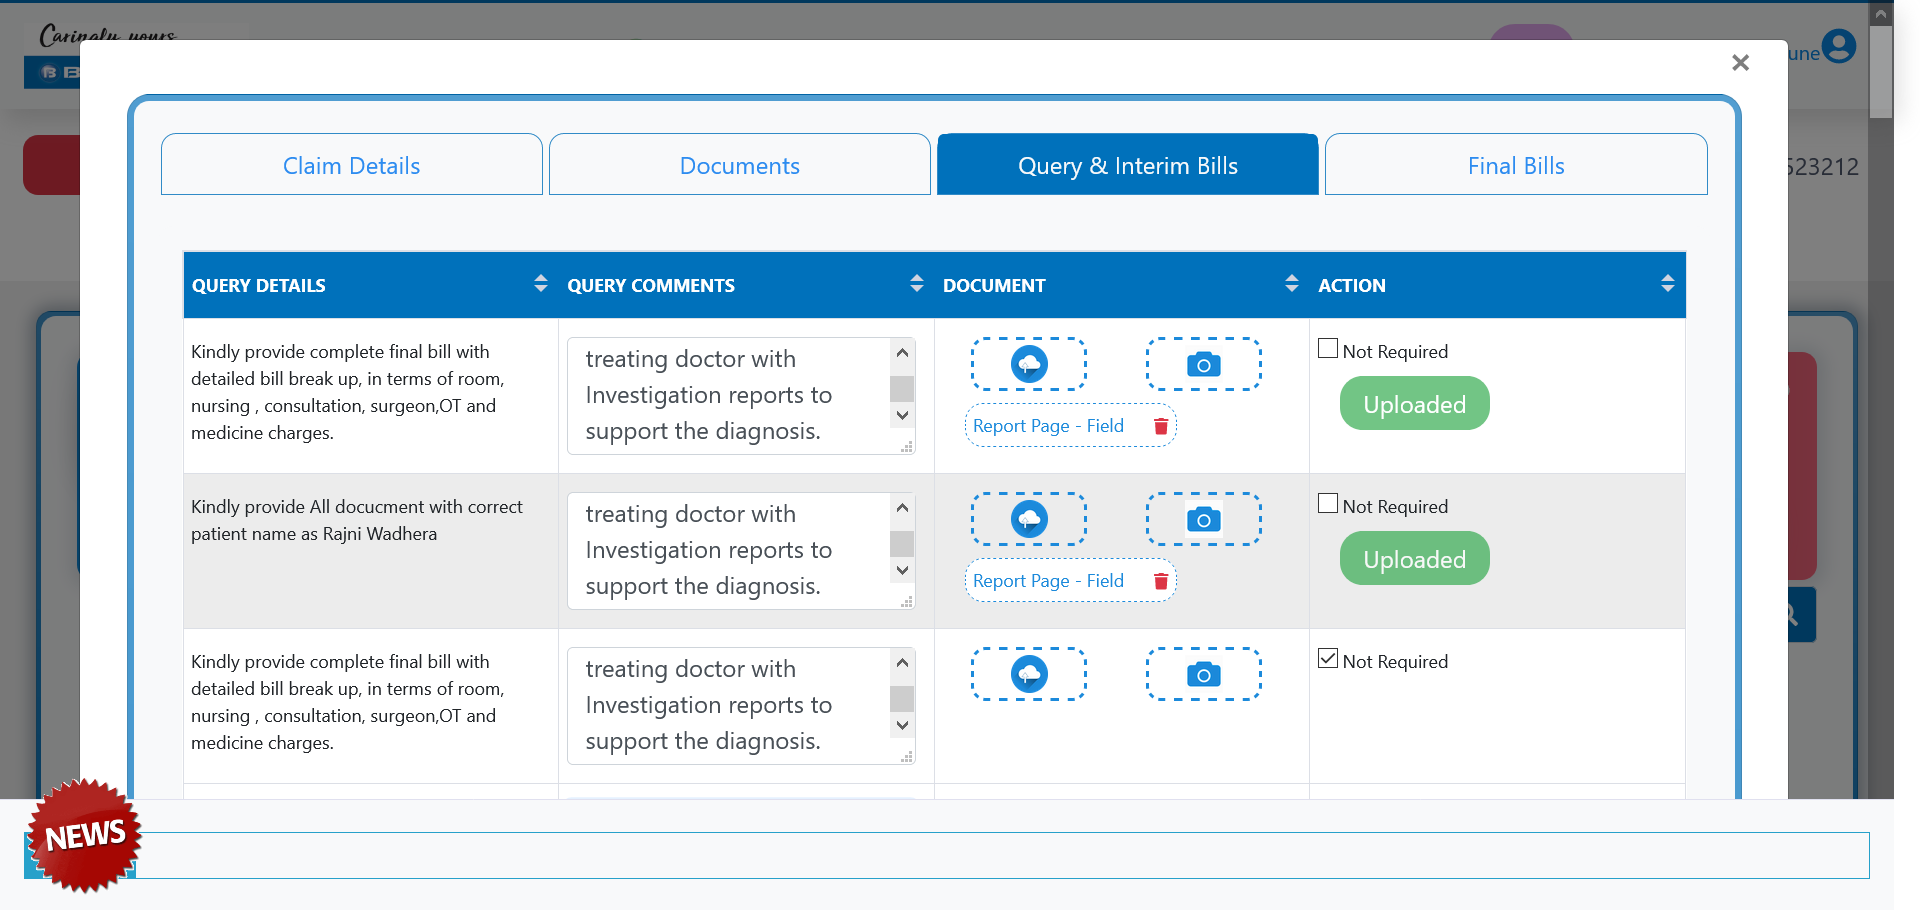 Caringly yours
B
une
523212
Claim Details
Documents
Query & Interim Bills
Final Bills
QUERY DETAILS
QUERY COMMENTS
DOCUMENT
ACTION
Kindly provide complete final bill with
detailed bill break up, in terms of room,
nursing , consultation, surgeon,OT and
medicine charges.
treating doctor with
Investigation reports to
support the diagnosis.
Report Page - Field
Not Required
Uploaded
Kindly provide All docucment with correct
patient name as Rajni Wadhera
treating doctor with
Investigation reports to
support the diagnosis.
Report Page - Field
Not Required
Uploaded
Kindly provide complete final bill with
detailed bill break up, in terms of room,
nursing , consultation, surgeon,OT and
medicine charges.
treating doctor with
Investigation reports to
support the diagnosis.
Not Required
NEWS